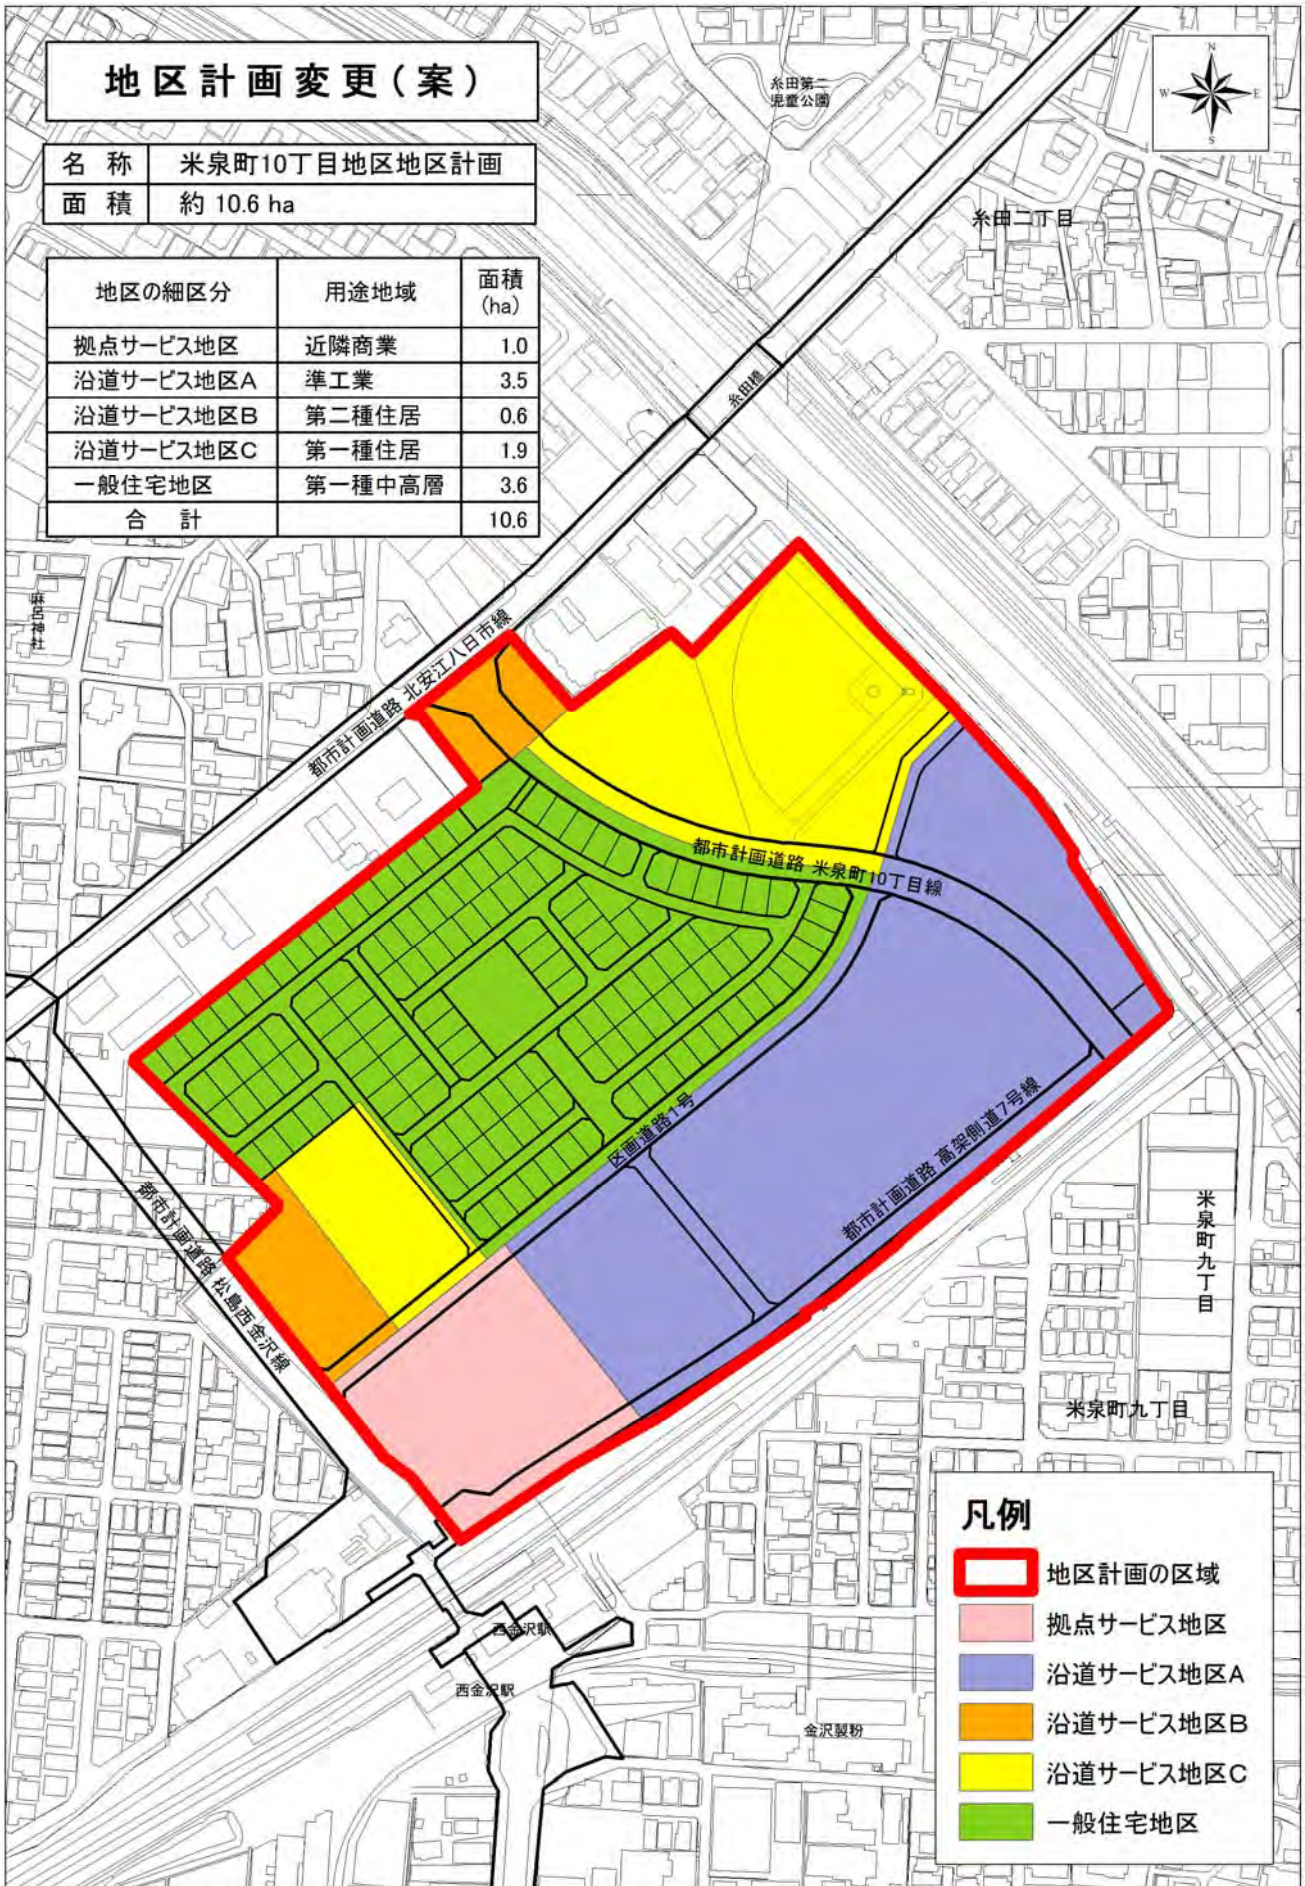 地区計画変更(案)
名 称 米泉町10丁目地区地区計画
面 積 約 10.6 ha
地区の細区分 用途地域 面積(ha)
拠点サービス地区 近隣商業 1.0
沿道サービス地区A 準工業 3.5
沿道サービス地区B 第二種住居 0.6
沿道サービス地区C 第一種住居 1.9
一般住宅地区 第一種中高層 3.6
合 計 10.6
N
W E
S
糸田第二
児童公園
糸田二丁目
糸田橋
麻呂神社
都市計画道路 北安江八日市線
都市計画道路 米泉町10丁目線
区画道路1号
都市計画道路 高架側道7号線
都市計画道路 松島西金沢線
米泉町九丁目
米泉町九丁目
西金沢駅
西金沢駅
金沢製粉
凡例
地区計画の区域
拠点サービス地区
沿道サービス地区A
沿道サービス地区B
沿道サービス地区C
一般住宅地区